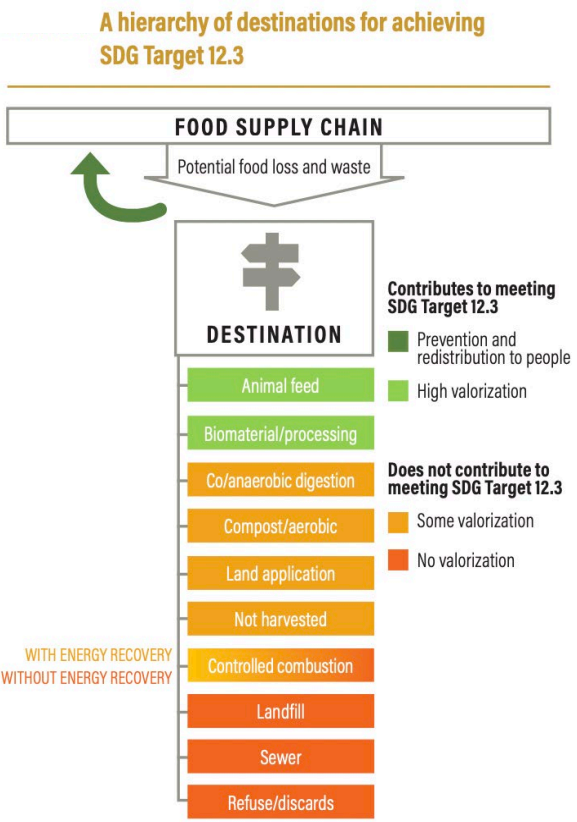 A hierarchy of destinations for achieving
SDG Target 12.3
FOOD SUPPLY CHAIN
Potential food loss and waste
DESTINATION
Contributes to meeting
SDG Target 12.3
Prevention and
redistribution to people
High valorization
Does not contribute to
meeting SDG Target 12.3
Some valorization
No valorization
Animal feed
Biomaterial/processing
Co/anaerobic digestion
Compost/aerobic
Land application
Not harvested
WITH ENERGY RECOVERY
WITHOUT ENERGY RECOVERY
Controlled combustion
Landfill
Sewer
Refuse/discards